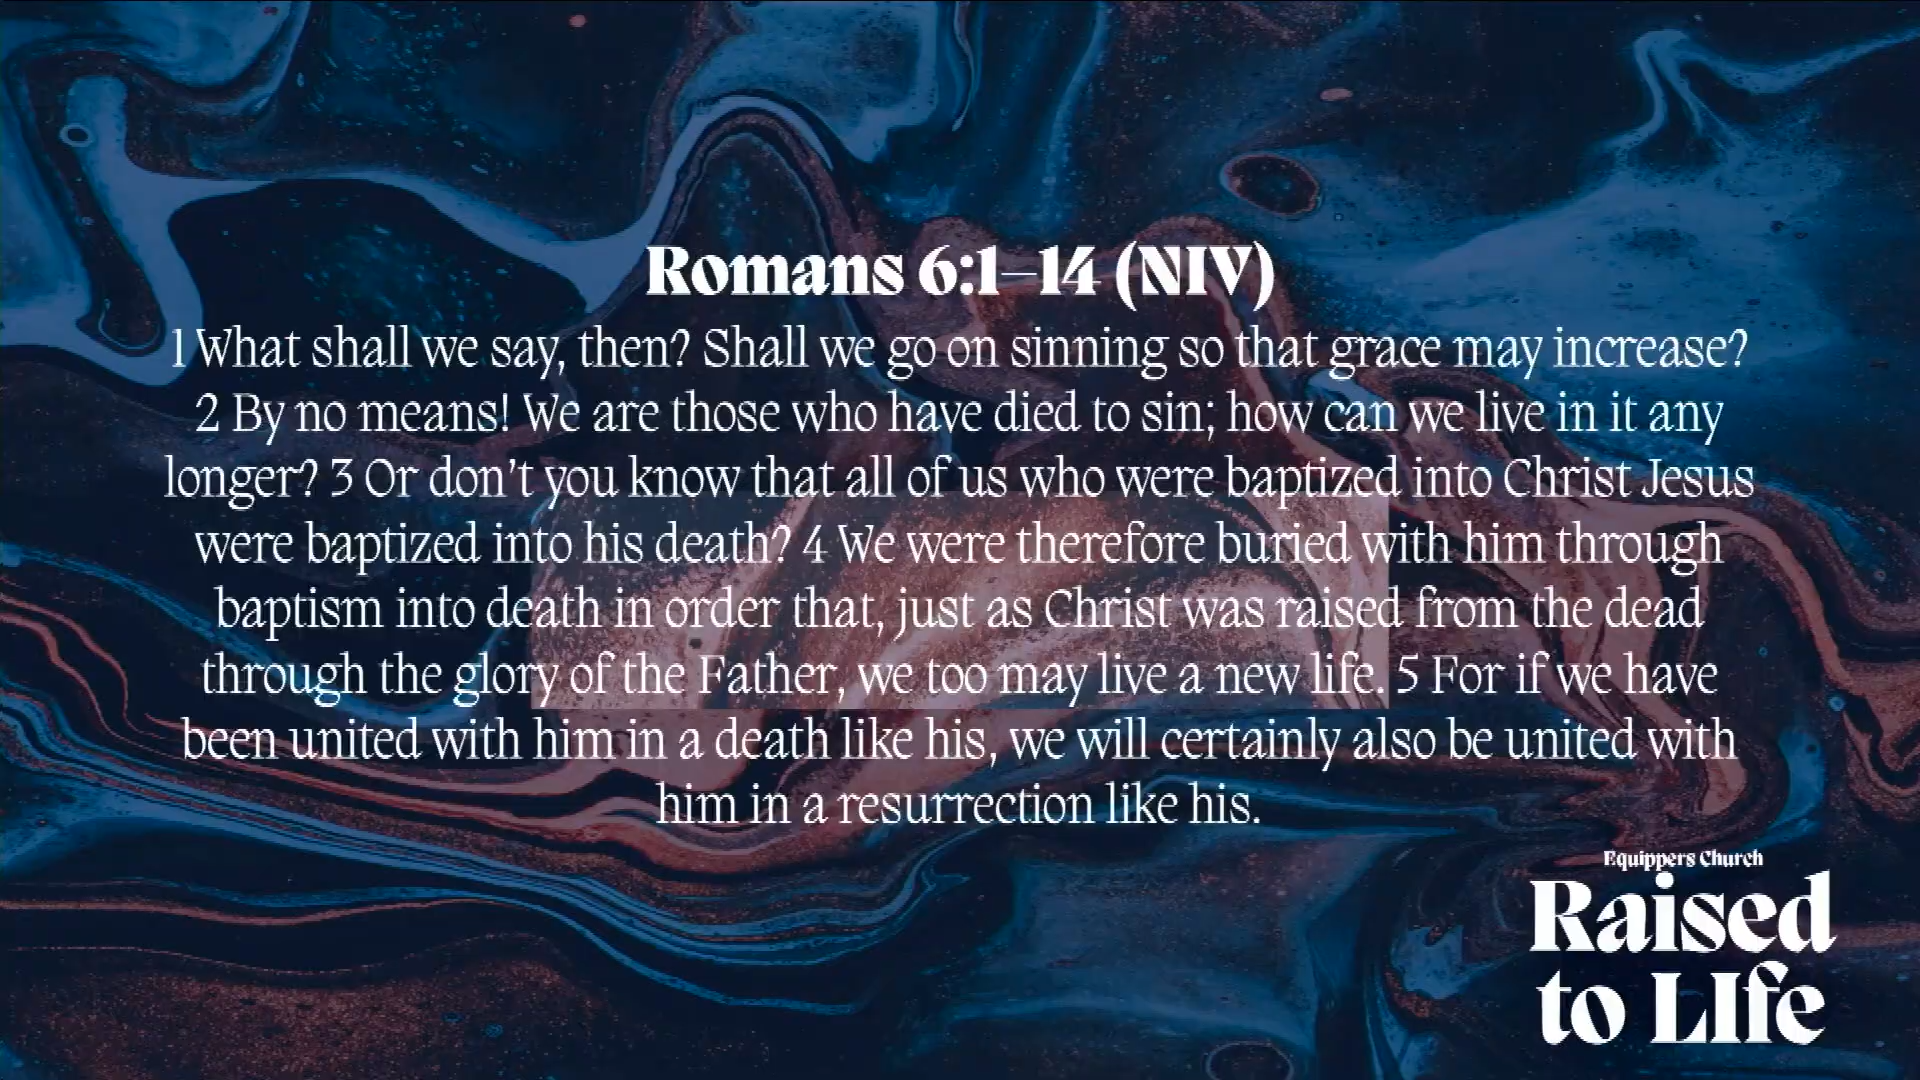 Romans 6:1–14 (NIV)
1 What shall we say, then? Shall we go on sinning so that grace may increase?
2 By no means! We are those who have died to sin; how can we live in it any
longer? 3 Or don’t you know that all of us who were baptized into Christ Jesus
were baptized into his death? 4 We were therefore buried with him through
baptism into death in order that, just as Christ was raised from the dead
through the glory of the Father, we too may live a new life. 5 For if we have
been united with him in a death like his, we will certainly also be united with
him in a resurrection like his.
Equippers Church
Raised
to LIfe